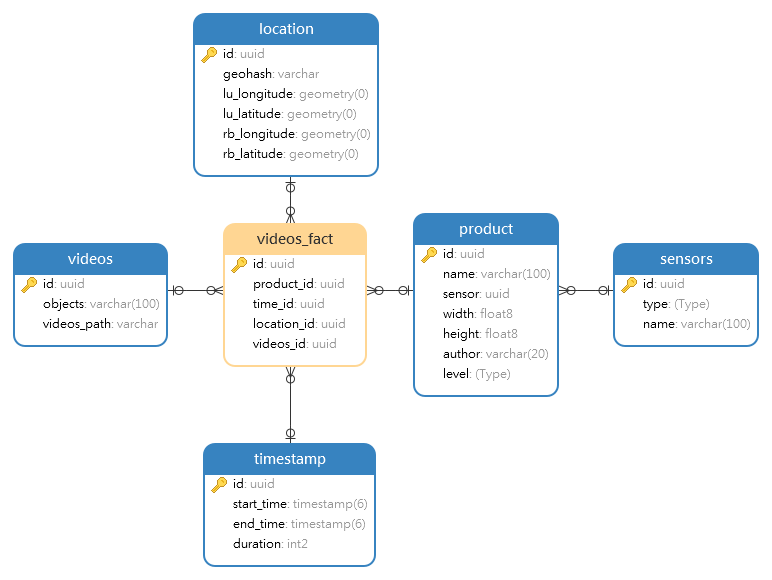 location
id: uuid
geohash: varchar
lu_longitude: geometry(0)
lu_latitude: geometry(0)
rb_longitude: geometry(0)
rb_latitude: geometry(0)
videos
id: uuid
objects: varchar(100)
videos_path: varchar
videos_fact
id: uuid
product_id: uuid
time_id: uuid
location_id: uuid
videos_id: uuid
product
id: uuid
name: varchar(100)
sensor: uuid
width: float8
height: float8
author: varchar(20)
level: (Type)
sensors
id: uuid
type: (Type)
name: varchar(100)
timestamp
id: uuid
start_time: timestamp(6)
end_time: timestamp(6)
duration: int2